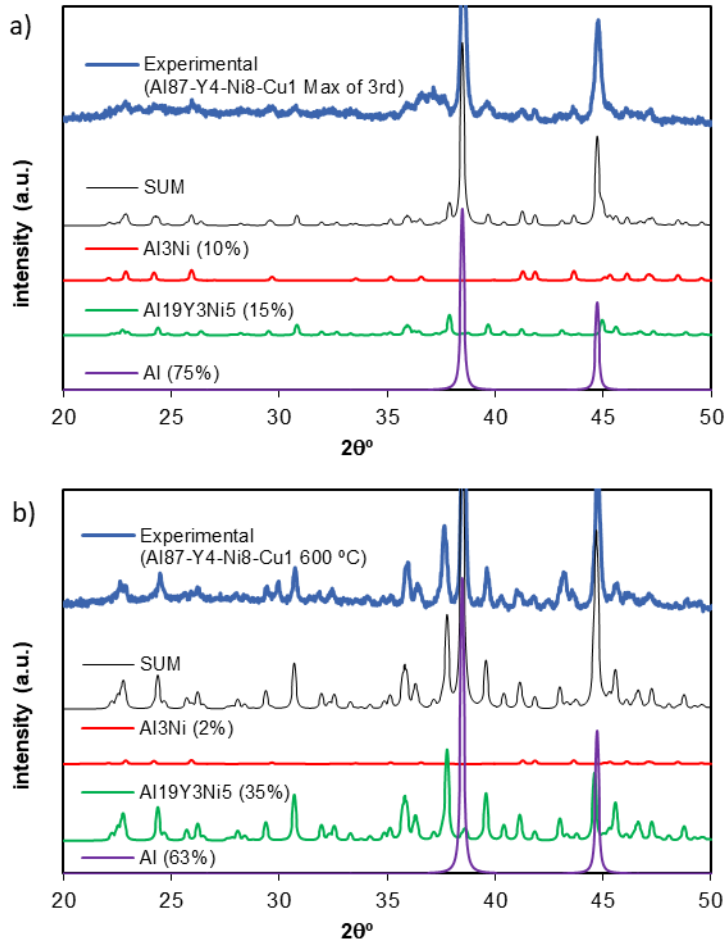 a)
Experimental
(Al87-Y4-Ni8-Cu1 Max of 3rd)
SUM
Al3Ni (10%)
Al19Y3Ni5 (15%)
Al (75%)
intensity (a.u.)
20 25 30 35 40 45 50
2θº
b)
Experimental
(Al87-Y4-Ni8-Cu1 600 ºC)
SUM
Al3Ni (2%)
Al19Y3Ni5 (35%)
Al (63%)
intensity (a.u.)
20 25 30 35 40 45 50
2θº